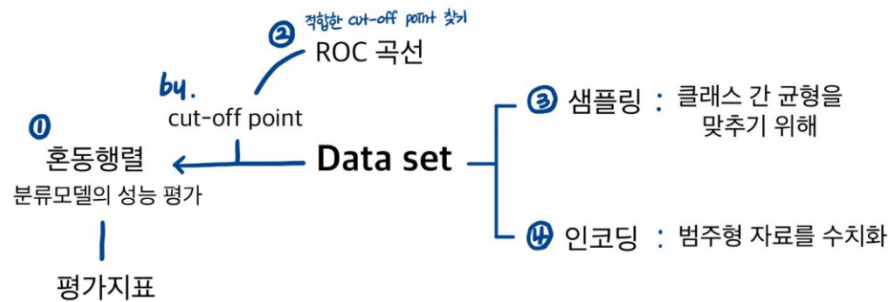 ② 적합한 cut-off point 찾기
ROC 곡선
by.
cut-off point
①
혼동행렬
분류모델의 성능 평가
평가지표
Data set
③ 샘플링 : 클래스 간 균형을
맞추기 위해
④ 인코딩 : 범주형 자료를 수치화